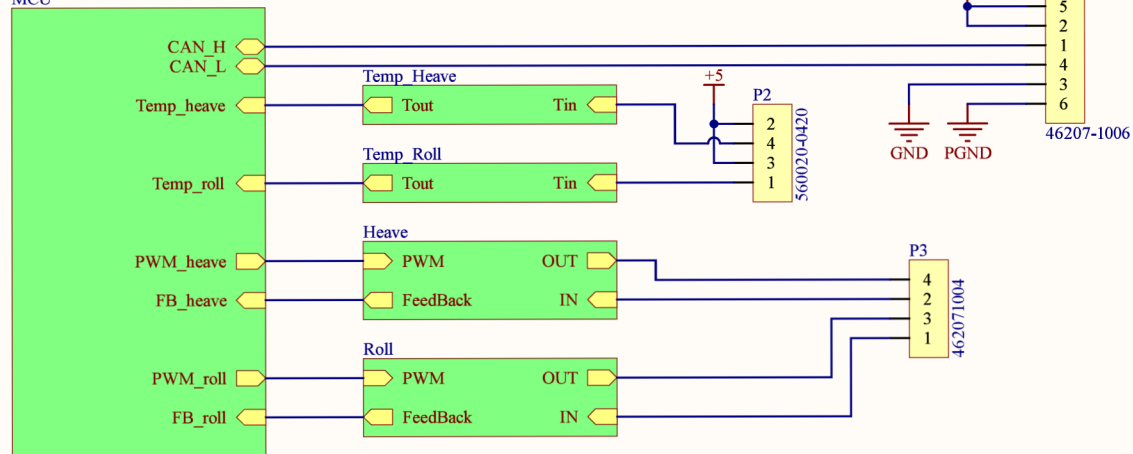 MCU
5
2
CAN_H
1
CAN_L
4
Temp_Heave
+5
3
Temp_heave
Tout
Tin
P2
6
2
4
3
1
560020-0420
GND
PGND
46207-1006
Temp_Roll
Temp_roll
Tout
Tin
Heave
PWM_heave
PWM
OUT
FB_heave
FeedBack
IN
P3
4
2
3
1
462071004
Roll
PWM_roll
PWM
OUT
FB_roll
FeedBack
IN